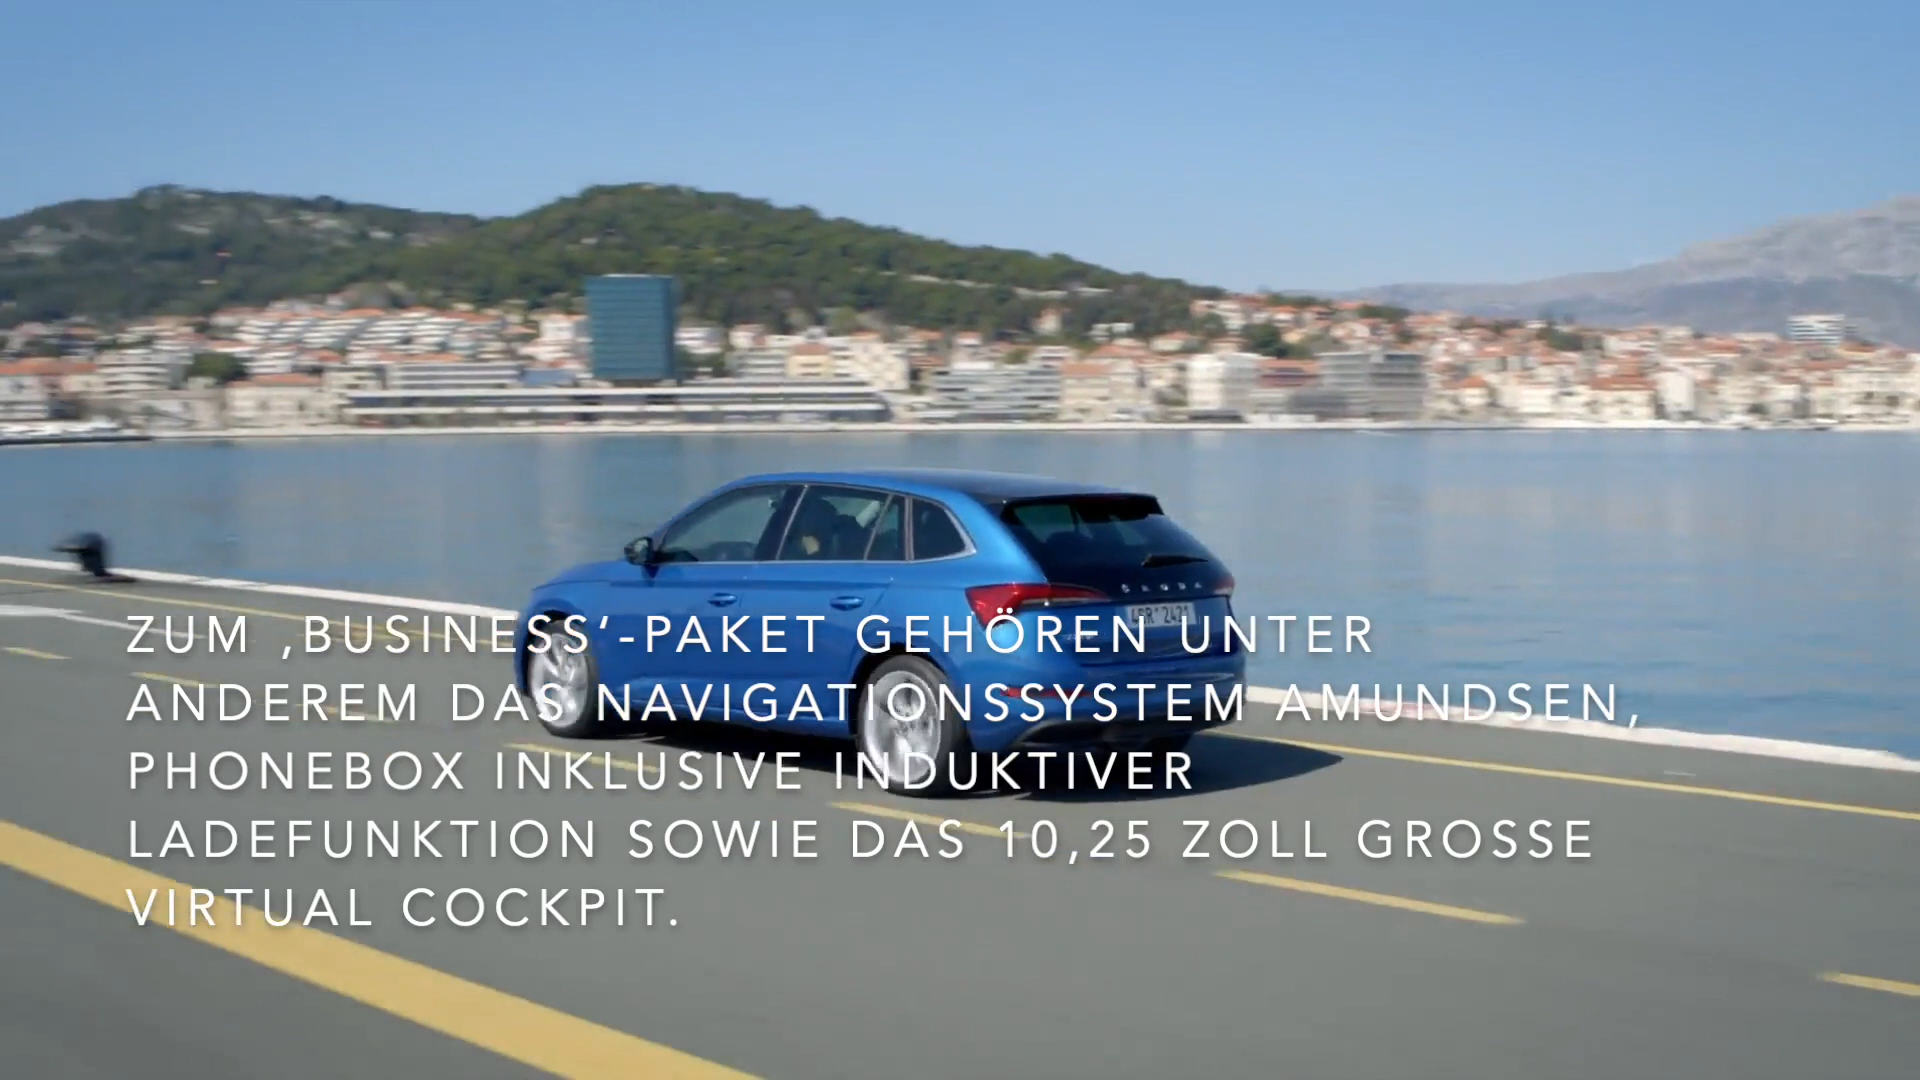 ŠKODA
ZUM ‚BUSINESS‘-PAKET GEHÖREN UNTER
ANDEREM DAS NAVIGATIONSSYSTEM AMUNDSEN,
PHONEBOX INKLUSIVE INDUKTIVER
LADEFUNKTION SOWIE DAS 10,25 ZOLL GROSSE
VIRTUAL COCKPIT.